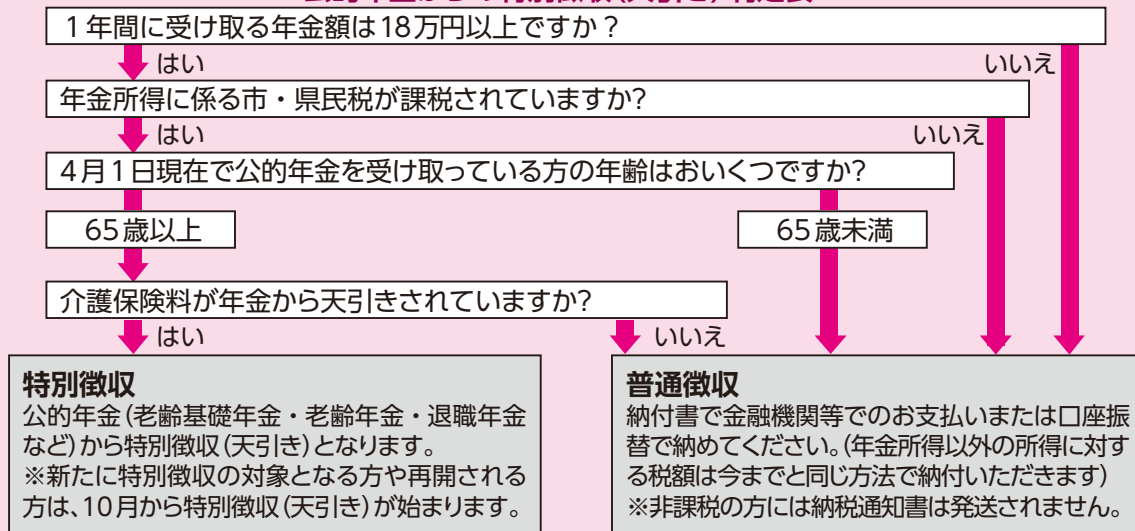 1年間に受け取る年金額は18万円以上ですか?
はい
いいえ
年金所得に係る市・県民税が課税されていますか?
はい
いいえ
4月1日現在で公的年金を受け取っている方の年齢はおいくつですか?
65歳以上
65歳未満
介護保険料が年金から天引きされていますか?
はい
いいえ
特別徴収
公的年金(老齢基礎年金・老齢年金・退職年金
など)から特別徴収(天引き)となります。
※新たに特別徴収の対象となる方や再開される
方は、10月から特別徴収(天引き)が始まります。
普通徴収
納付書で金融機関等でのお支払いまたは口座振
替で納めてください。(年金所得以外の所得に対す
る税額は今までと同じ方法で納付いただきます)
※非課税の方には納税通知書は発送されません。